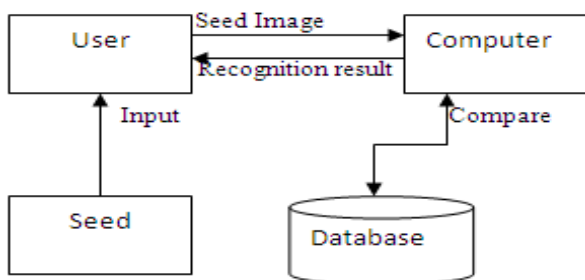 Seed Image
User
Computer
Recognition result
Input
Compare
Seed
Database